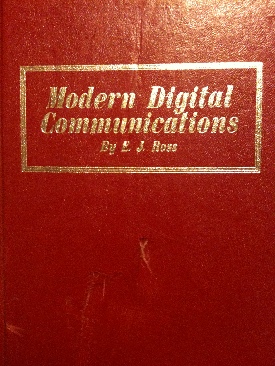 Modern Digital
Communications
By E. J. Ross